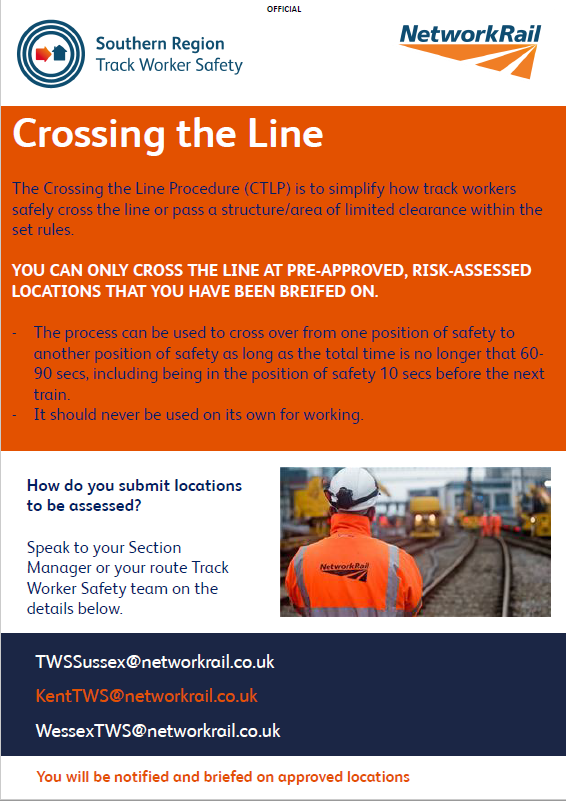 OFFICIAL
Southern Region
Track Worker Safety
NetworkRail
Crossing the Line
The Crossing the Line Procedure (CTLP) is to simplify how track workers
safely cross the line or pass a structure/area of limited clearance within the
set rules.
YOU CAN ONLY CROSS THE LINE AT PRE-APPROVED, RISK-ASSESSED
LOCATIONS THAT YOU HAVE BEEN BREIFED ON.
- The process can be used to cross over from one position of safety to
another position of safety as long as the total time is no longer that 60-
90 secs, including being in the position of safety 10 secs before the next
train.
- It should never be used on its own for working.
How do you submit locations
to be assessed?
Speak to your Section
Manager or your route Track
Worker Safety team on the
details below.
NetworkRail
TWSSussex@networkrail.co.uk
KentTWS@networkrail.co.uk
WessexTWS@networkrail.co.uk
You will be notified and briefed on approved locations